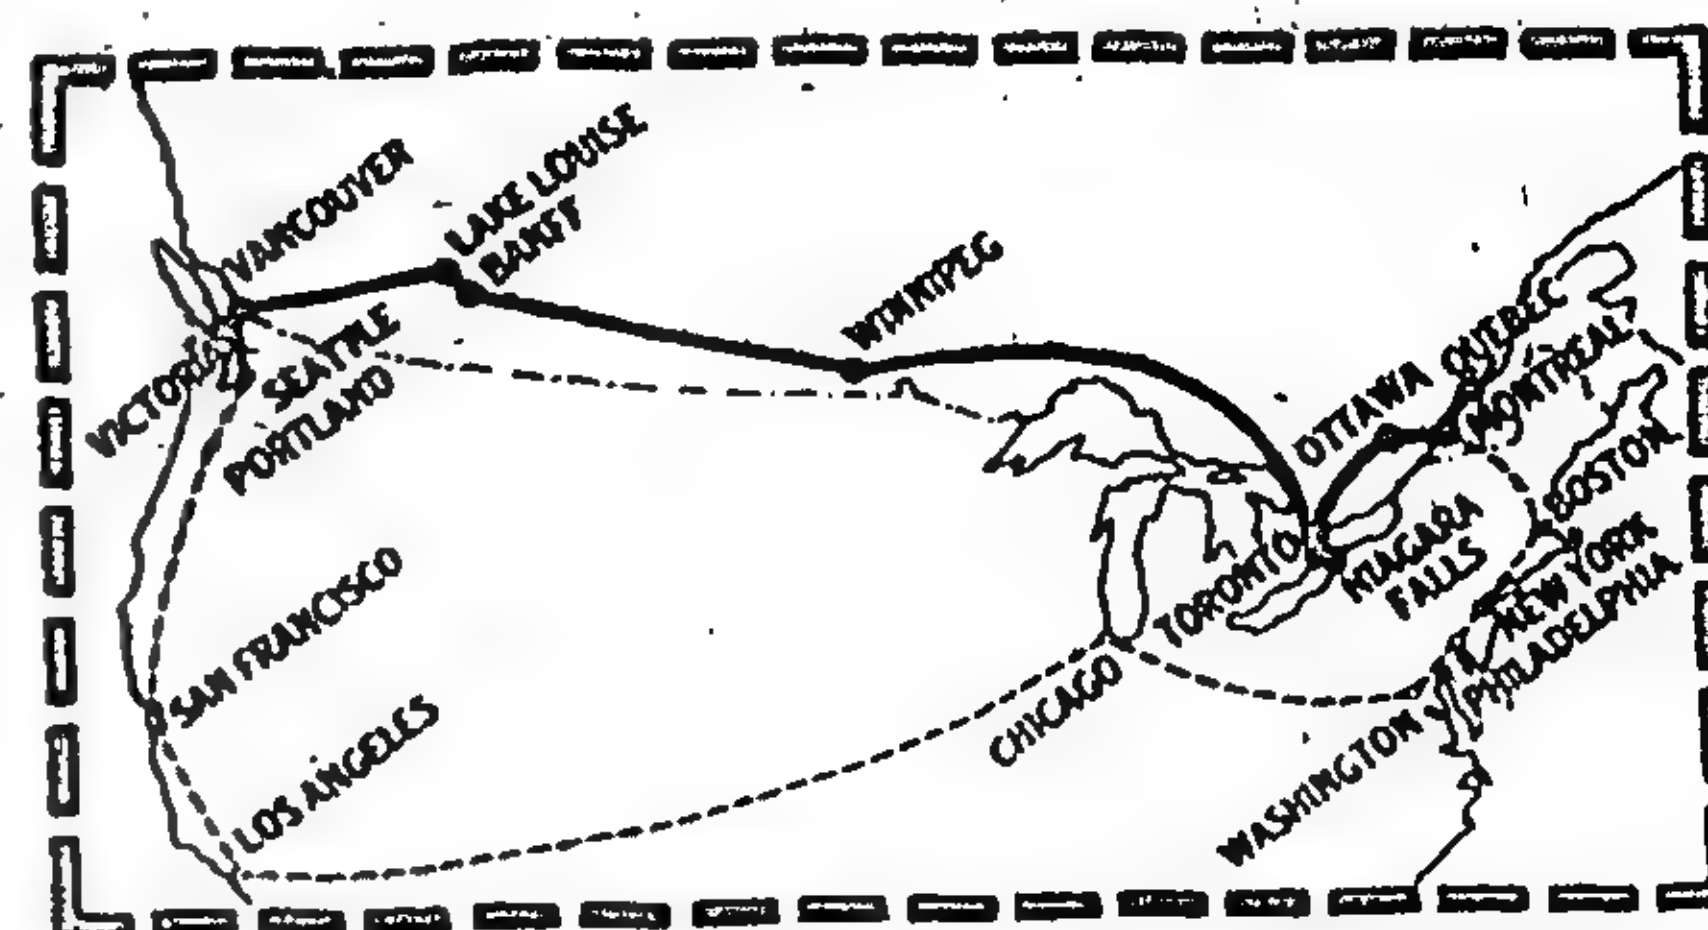 VANCOUVER
LAKE LOUISE
BANFF
WINNIPEG
VICTORIA
SEATTLE
PORTLAND
OTTAWA
QUEBEC
MONTREAL
BOSTON
SAN FRANCISCO
TORONTO
NIAGARA
FALLS
NEW YORK
PHILADELPHIA
LOS ANGELES
CHICAGO
WASHINGTON